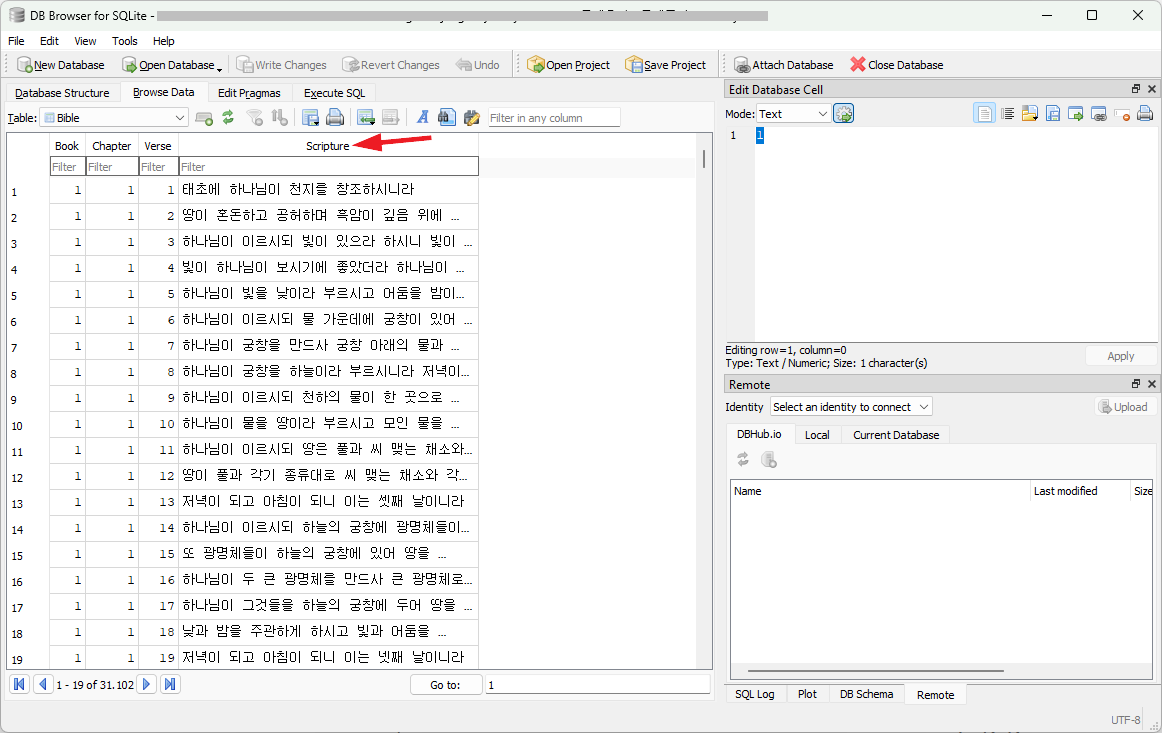 DB Browser for SQLite -
File Edit View Tools Help
New Database Open Database Write Changes Revert Changes Undo Open Project Save Project Attach Database Close Database
Database Structure Browse Data Edit Pragmas Execute SQL
Table: Bible Filter in any column
Book Chapter Verse Scripture
Filter Filter Filter Filter
1 1 1 1 태초에 하나님이 천지를 창조하시니라
2 1 1 2 땅이 혼돈하고 공허하며 흑암이 깊음 위에 ...
3 1 1 3 하나님이 이르시되 빛이 있으라 하시니 빛이 ...
4 1 1 4 빛이 하나님이 보시기에 좋았더라 하나님이 ...
5 1 1 5 하나님이 빛을 낮이라 부르시고 어둠을 밤이...
6 1 1 6 하나님이 이르시되 물 가운데에 궁창이 있어 ...
7 1 1 7 하나님이 궁창을 만드사 궁창 아래의 물과 ...
8 1 1 8 하나님이 궁창을 하늘이라 부르시니라 저녁이...
9 1 1 9 하나님이 이르시되 천하의 물이 한 곳으로 ...
10 1 1 10 하나님이 뭍을 땅이라 부르시고 모인 물을 ...
11 1 1 11 하나님이 이르시되 땅은 풀과 씨 맺는 채소와...
12 1 1 12 땅이 풀과 각기 종류대로 씨 맺는 채소와 각...
13 1 1 13 저녁이 되고 아침이 되니 이는 셋째 날이니라
14 1 1 14 하나님이 이르시되 하늘의 궁창에 광명체들이...
15 1 1 15 또 광명체들이 하늘의 궁창에 있어 땅을 ...
16 1 1 16 하나님이 두 큰 광명체를 만드사 큰 광명체로...
17 1 1 17 하나님이 그것들을 하늘의 궁창에 두어 땅을 ...
18 1 1 18 낮과 밤을 주관하게 하시고 빛과 어둠을 ...
19 1 1 19 저녁이 되고 아침이 되니 이는 넷째 날이니라
1 - 19 of 31.102 Go to: 1
Edit Database Cell
Mode: Text
1 1
Editing row=1, column=0
Type: Text / Numeric; Size: 1 character(s)
Apply
Remote
Identity Select an identity to connect Upload
DBHub.io Local Current Database
Name Last modified Size
SQL Log Plot DB Schema Remote
UTF-8